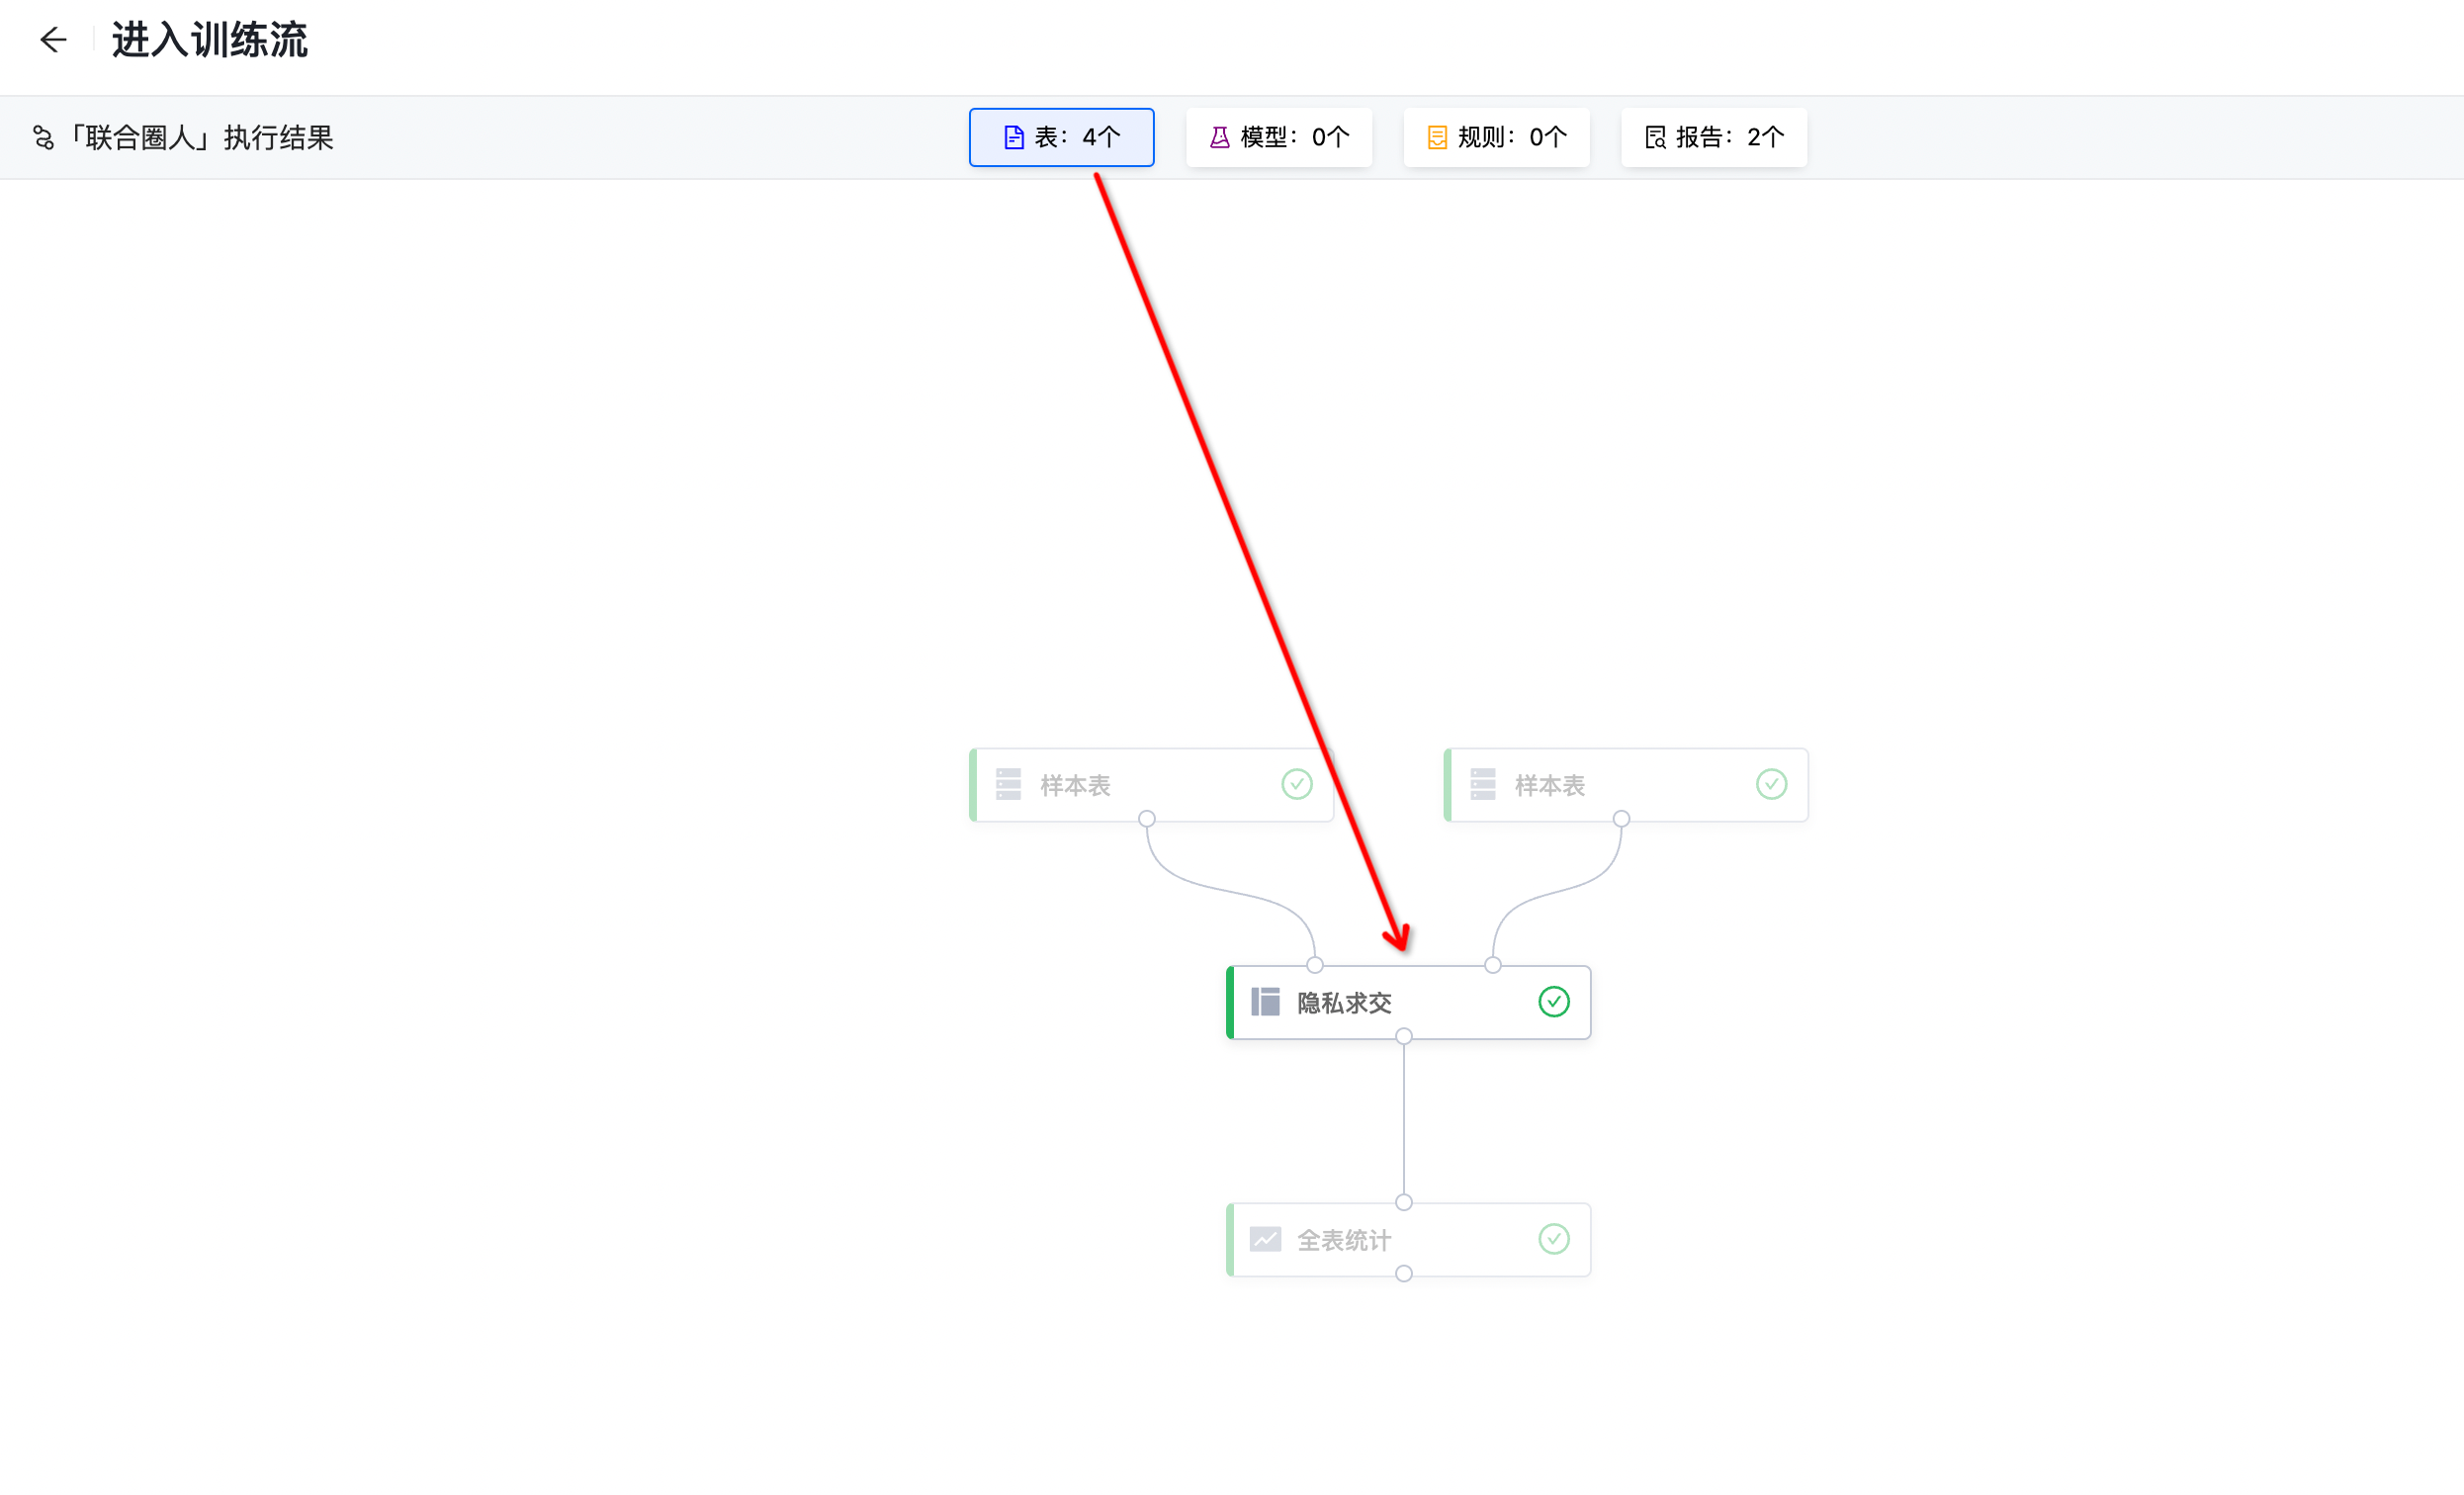 进入训练流
「联合圈人」执行结果
表：4个
模型：0个
规则：0个
报告：2个
样本表
样本表
隐私求交
全表统计